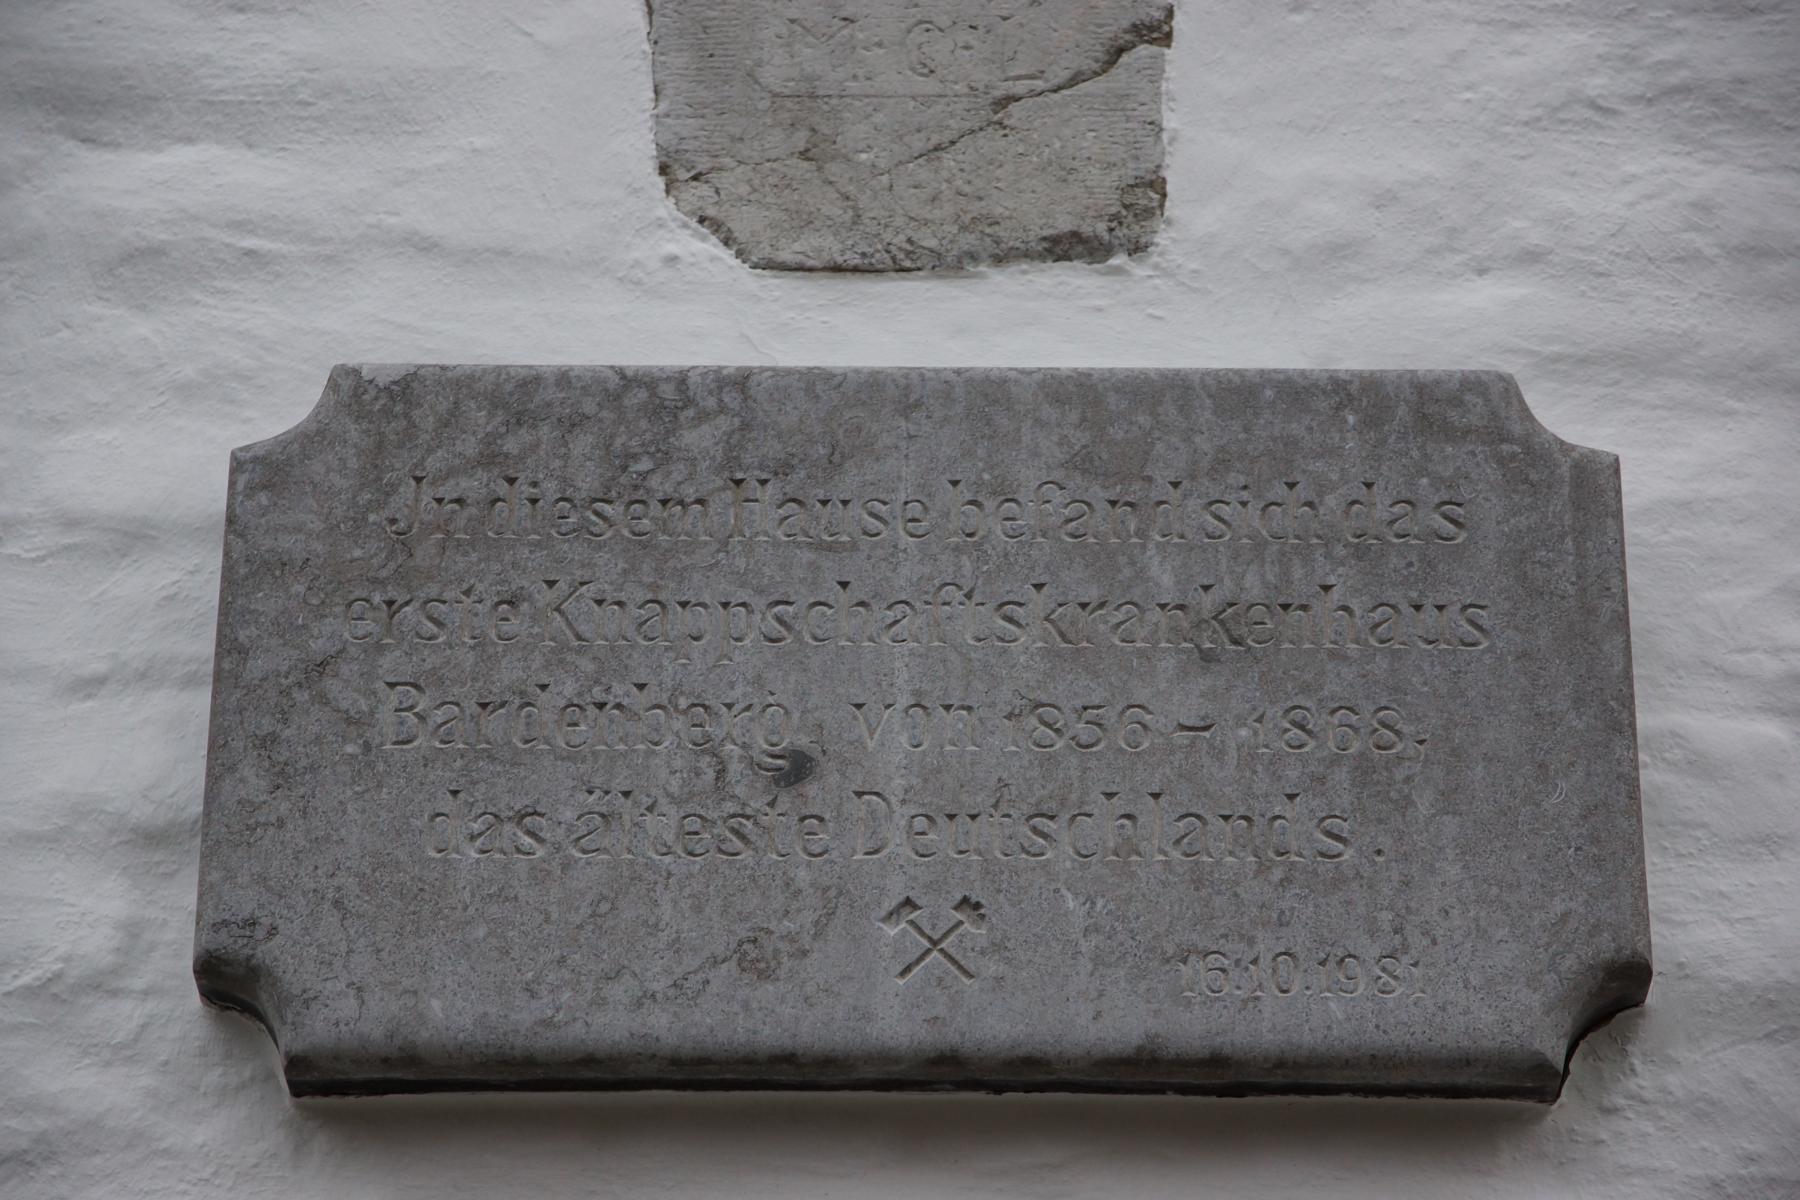 M·C·L
Jn diesem Hause befand sich das
erste Knappschaftskrankenhaus
Bardenberg von 1856 – 1868,
das älteste Deutschlands.
16.10.1981